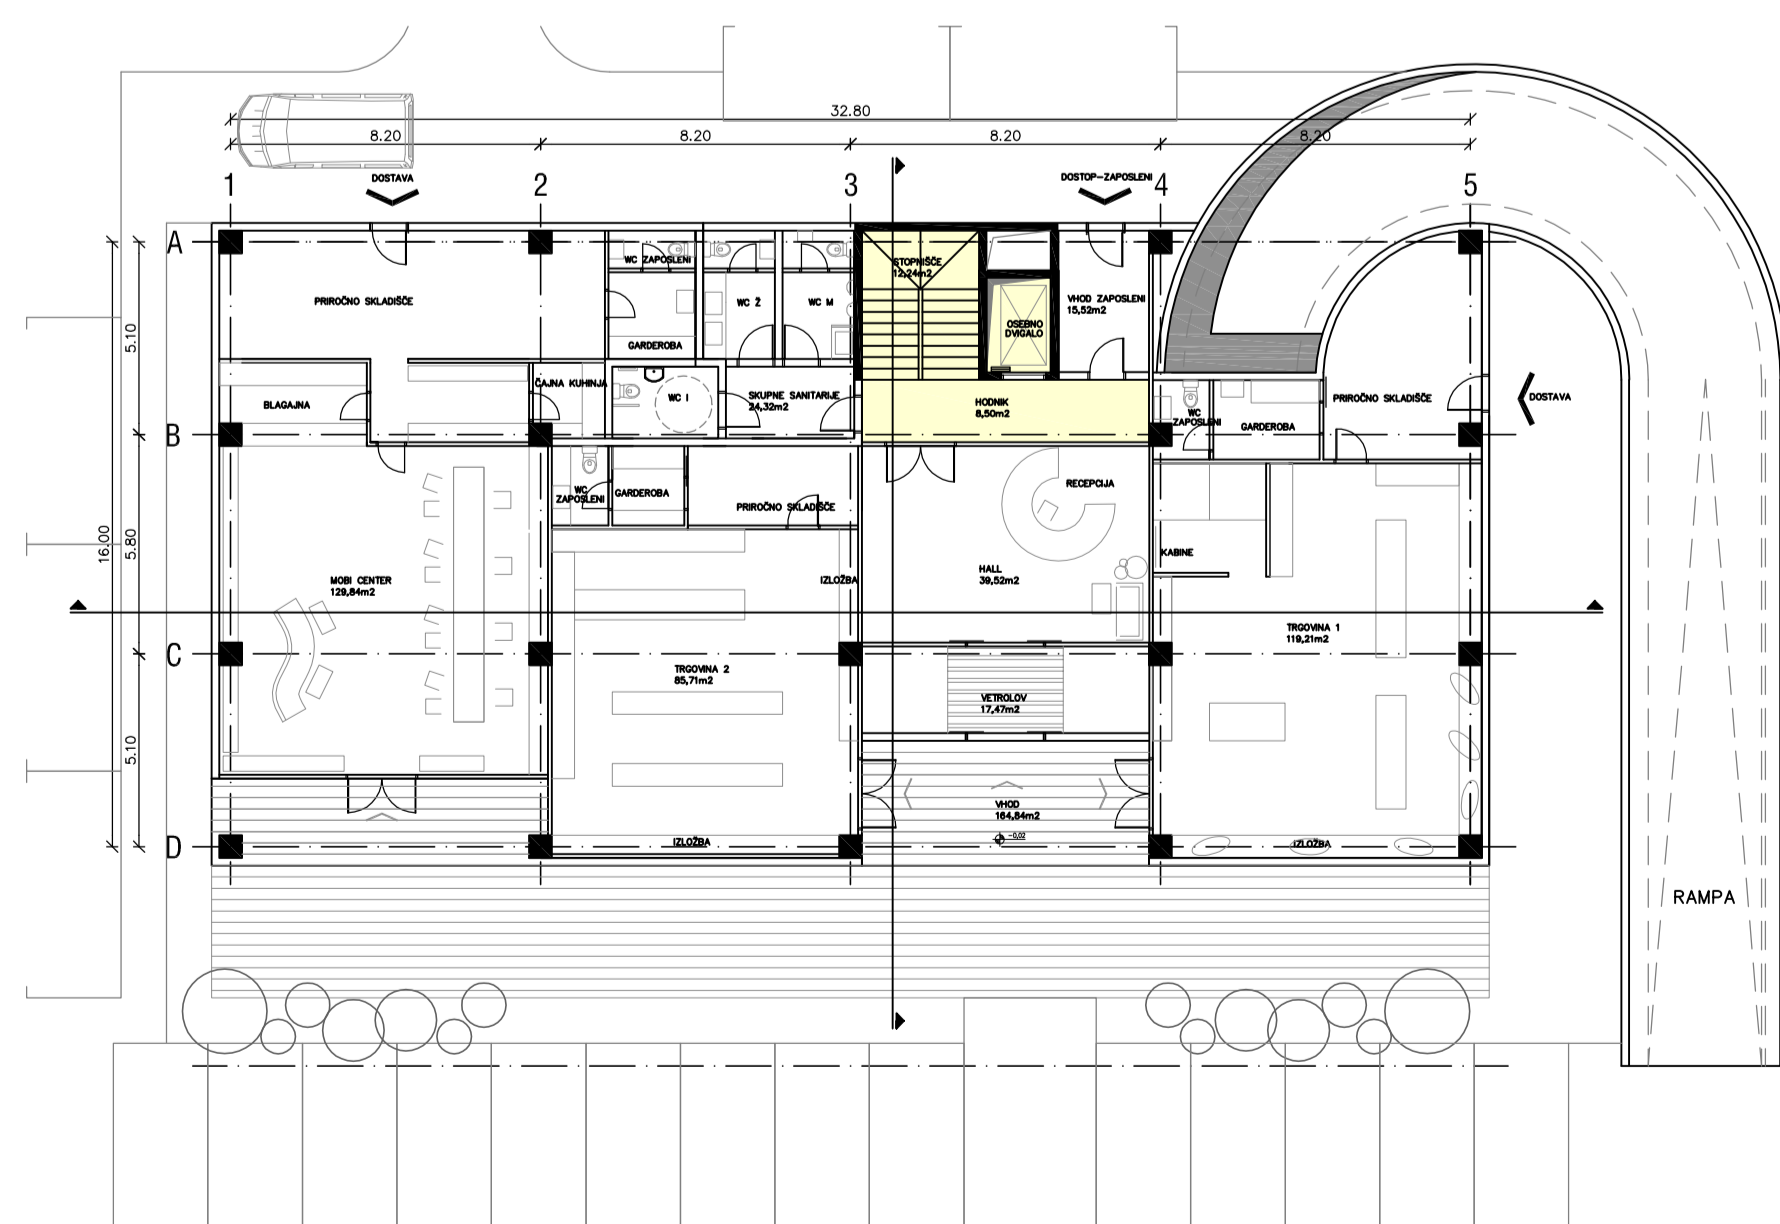 32.80
8.20
8.20
8.20
8.20
DOSTAVA
DOSTOP-ZAPOSLENI
1
2
3
4
5
A
WC ZAPOSLENI
STOPNIŠČE
12,24m2
PRIROČNO SKLADIŠČE
WC Ž
WC M
VHOD ZAPOSLENI
15,52m2
OSEBNO
DVIGALO
5.10
GARDEROBA
ČAJNA KUHINJA
BLAGAJNA
WC I
SKUPNE SANITARIJE
24,32m2
HODNIK
8,50m2
WC
ZAPOSLENI
GARDEROBA
PRIROČNO SKLADIŠČE
DOSTAVA
B
WC
ZAPOSLENI
GARDEROBA
PRIROČNO SKLADIŠČE
RECEPCIJA
16.00
5.80
KABINE
MOBI CENTER
129,84m2
IZLOŽBA
HALL
39,52m2
TRGOVINA 1
119,21m2
C
TRGOVINA 2
85,71m2
VETROLOV
17,47m2
5.10
VHOD
164,84m2
-0,02
D
IZLOŽBA
IZLOŽBA
RAMPA